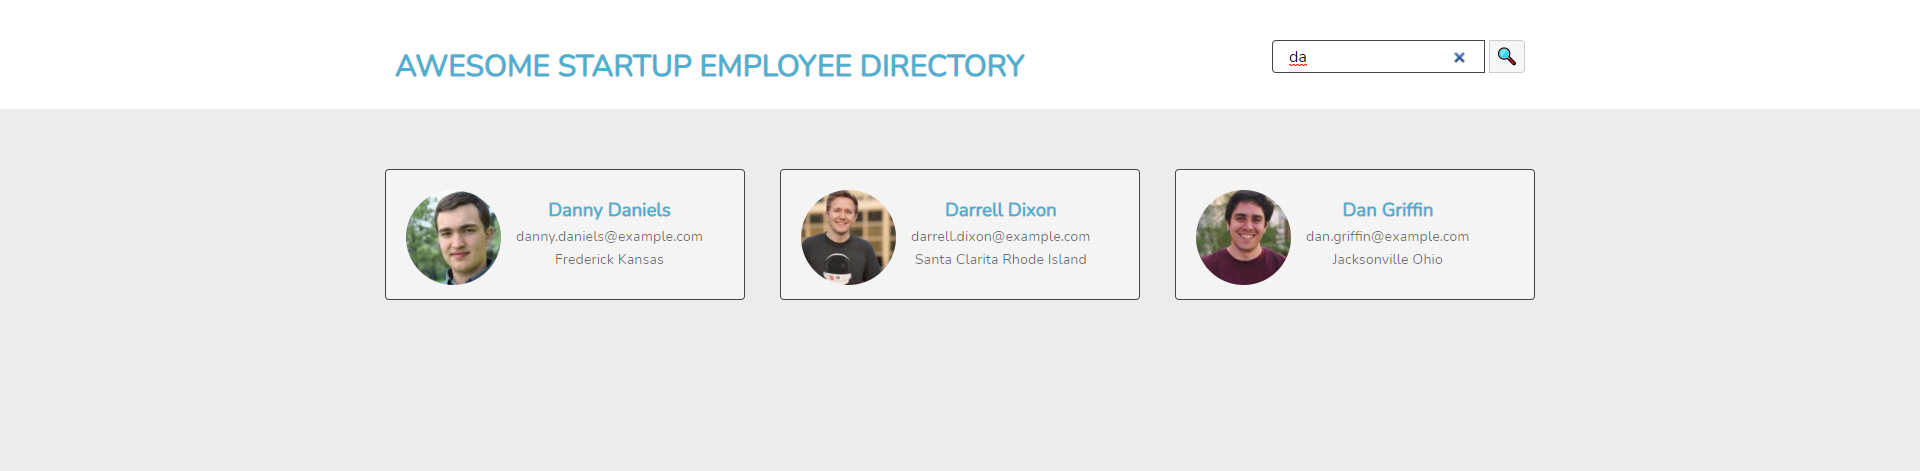 AWESOME STARTUP EMPLOYEE DIRECTORY
da
Danny Daniels
danny.daniels@example.com
Frederick Kansas
Darrell Dixon
darrell.dixon@example.com
Santa Clarita Rhode Island
Dan Griffin
dan.griffin@example.com
Jacksonville Ohio